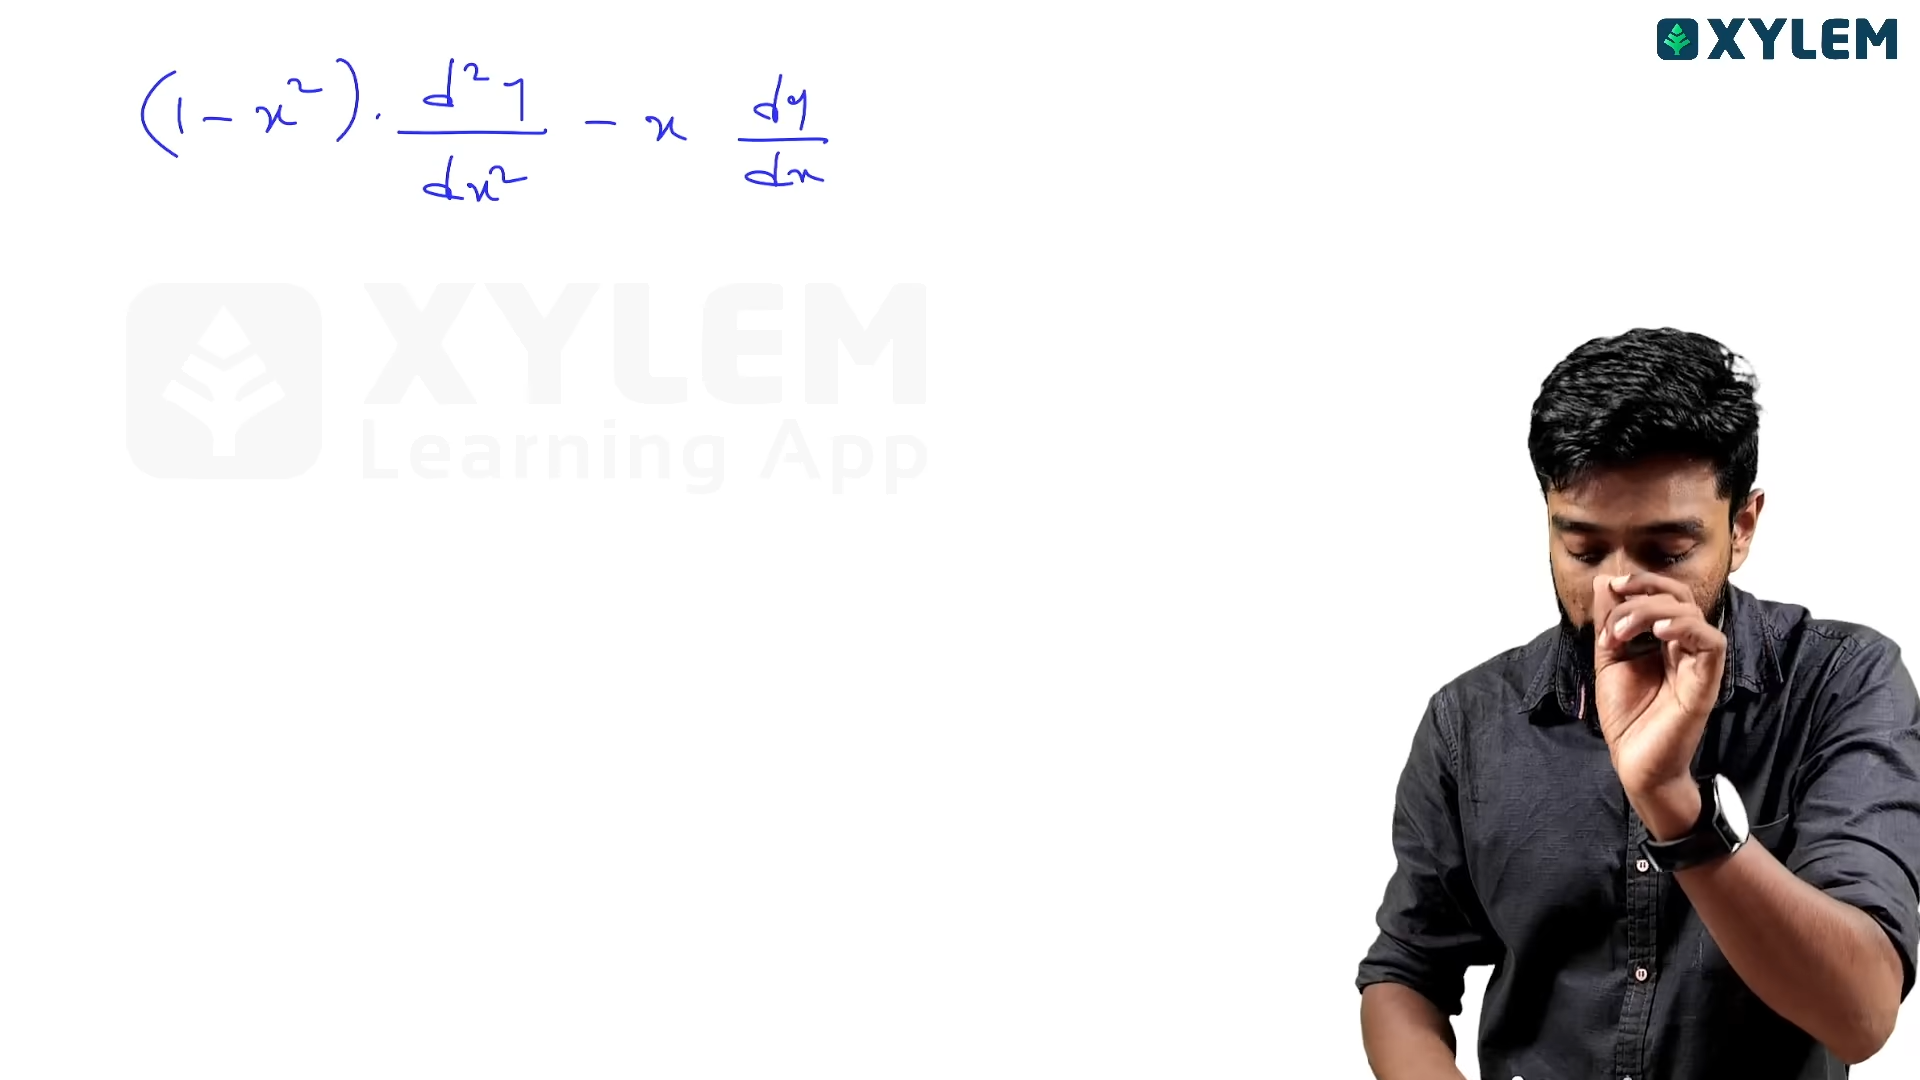 XYLEM
(1 - x²) · d²y/dx² - x dy/dx
XYLEM
Learning App